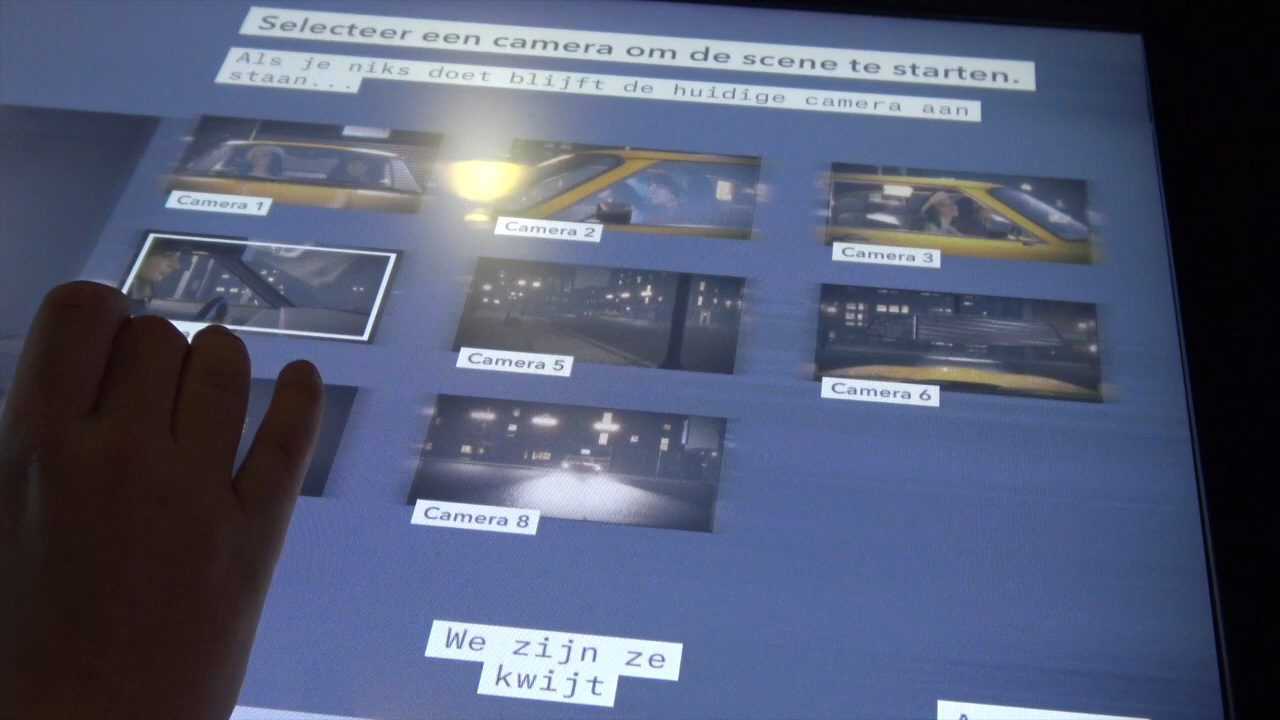 Selecteer een camera om de scene te starten.
Als je niks doet blijft de huidige camera aan
staan...
Camera 1
Camera 2
Camera 3
Camera 5
Camera 6
Camera 8
We zijn ze
kwijt